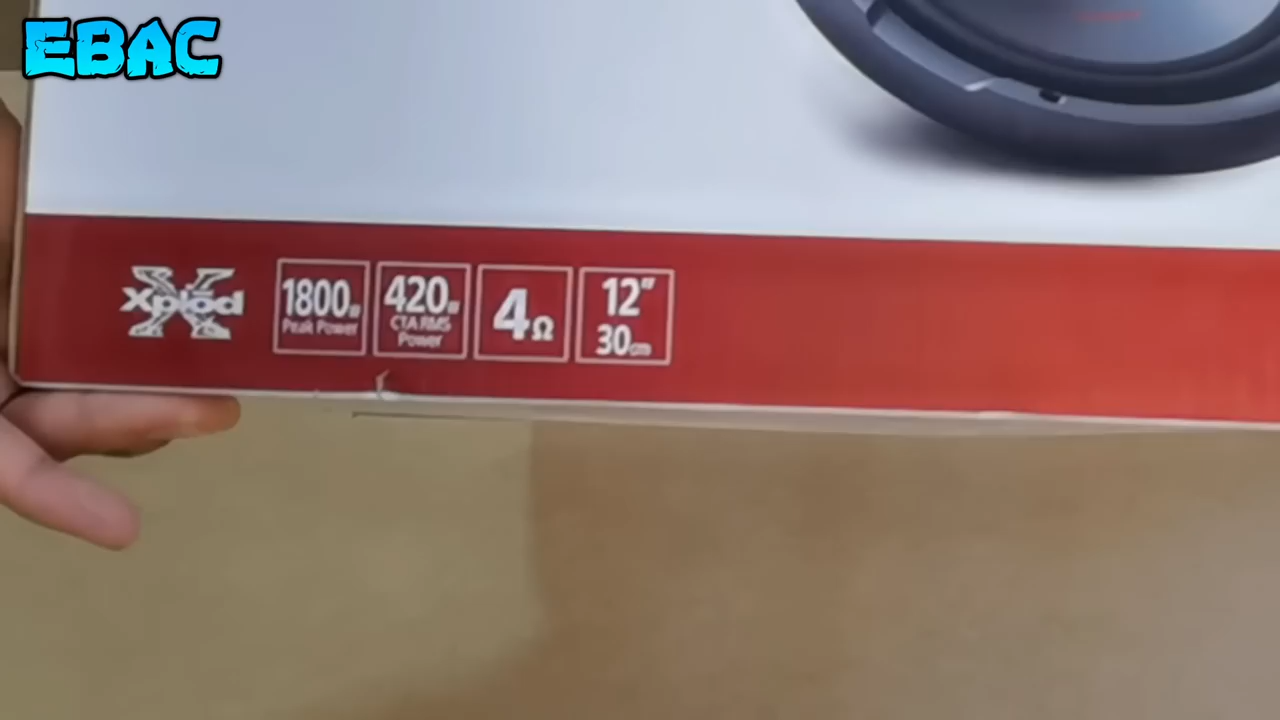 EBAC
Xplod
1800W
Peak Power
420W
CTA RMS
Power
4Ω
12"
30cm